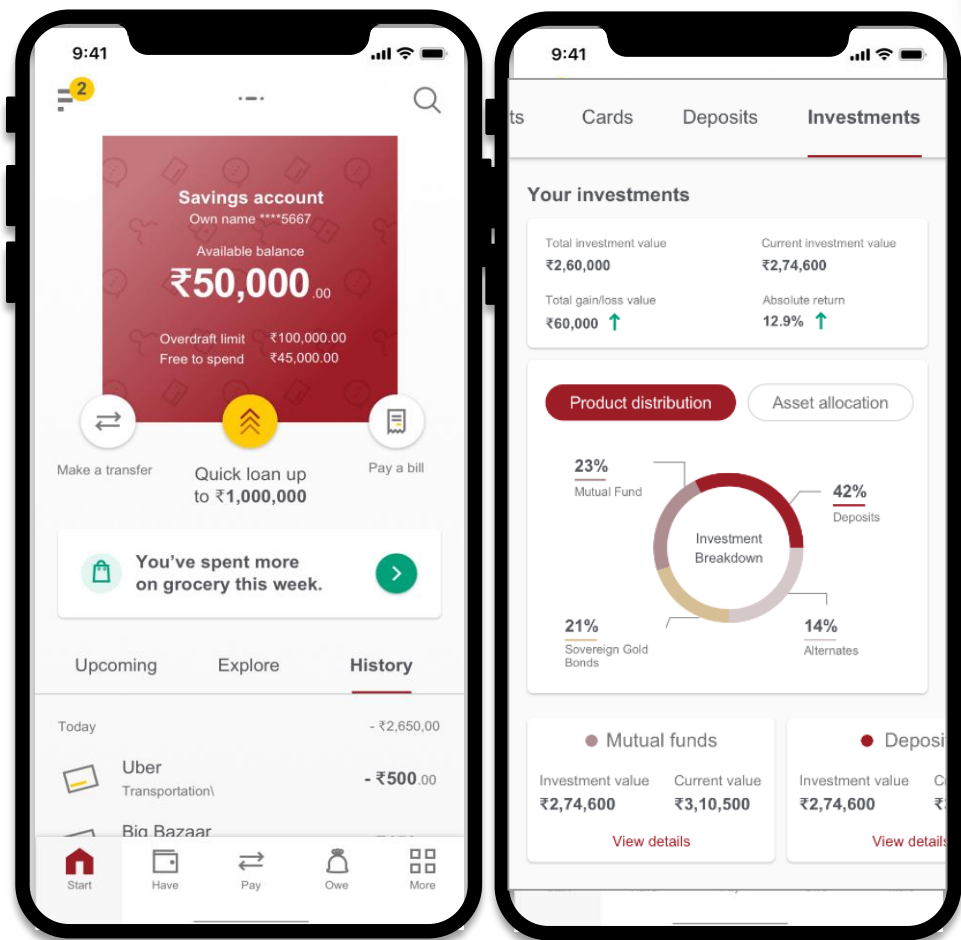 9:41
2
Savings account
Own name ****5667
Available balance
₹50,000.00
Overdraft limit ₹100,000.00
Free to spend ₹45,000.00
Make a transfer
Quick loan up
to ₹1,000,000
Pay a bill
You've spent more
on grocery this week.
Upcoming Explore History
Today - ₹2,650,00
Uber
Transportation\
- ₹500.00
Big Bazaar
Start Have Pay Owe More
9:41
ts Cards Deposits Investments
Your investments
Total investment value Current investment value
₹2,60,000 ₹2,74,600
Total gain/loss value Absolute return
₹60,000 12.9%
Product distribution Asset allocation
23%
Mutual Fund
42%
Deposits
Investment
Breakdown
21%
Sovereign Gold
Bonds
14%
Alternates
Mutual funds
Investment value Current value
₹2,74,600 ₹3,10,500
View details
Deposi
Investment value C
₹2,74,600 ₹
View details